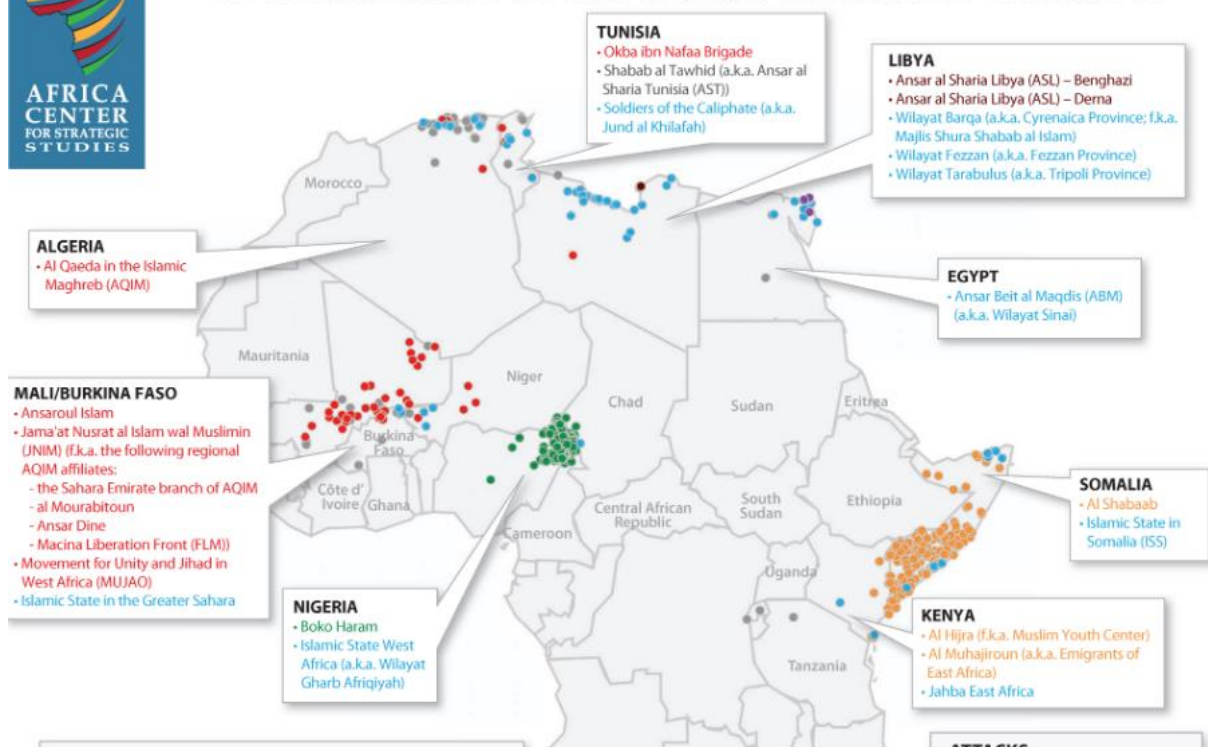 AFRICA
CENTER
FOR STRATEGIC
STUDIES
TUNISIA
• Okba ibn Nafaa Brigade
• Shabab al Tawhid (a.k.a. Ansar al
Sharia Tunisia (AST))
• Soldiers of the Caliphate (a.k.a.
Jund al Khilafah)
LIBYA
• Ansar al Sharia Libya (ASL) – Benghazi
• Ansar al Sharia Libya (ASL) – Derna
• Wilayat Barqa (a.k.a. Cyrenaica Province; f.k.a.
Majlis Shura Shabab al Islam)
• Wilayat Fezzan (a.k.a. Fezzan Province)
• Wilayat Tarabulus (a.k.a. Tripoli Province)
Morocco
ALGERIA
• Al Qaeda in the Islamic
Maghreb (AQIM)
EGYPT
• Ansar Beit al Maqdis (ABM)
(a.k.a. Wilayat Sinai)
Mauritania
Niger
Chad
Sudan
Eritrea
MALI/BURKINA FASO
• Ansaroul Islam
• Jama'at Nusrat al Islam wal Muslimin
(JNIM) (f.k.a. the following regional
AQIM affiliates:
- the Sahara Emirate branch of AQIM
- al Mourabitoun
- Ansar Dine
- Macina Liberation Front (FLM))
• Movement for Unity and Jihad in
West Africa (MUJAO)
• Islamic State in the Greater Sahara
Burkina
Faso
Côte d'
Ivoire
Ghana
Cameroon
Central African
Republic
South
Sudan
Ethiopia
Uganda
Tanzania
SOMALIA
• Al Shabaab
• Islamic State in
Somalia (ISS)
NIGERIA
• Boko Haram
• Islamic State West
Africa (a.k.a. Wilayat
Gharb Afriqiyah)
KENYA
• Al Hijra (f.k.a. Muslim Youth Center)
• Al Muhajiroun (a.k.a. Emigrants of
East Africa)
• Jahba East Africa
ATTACKS